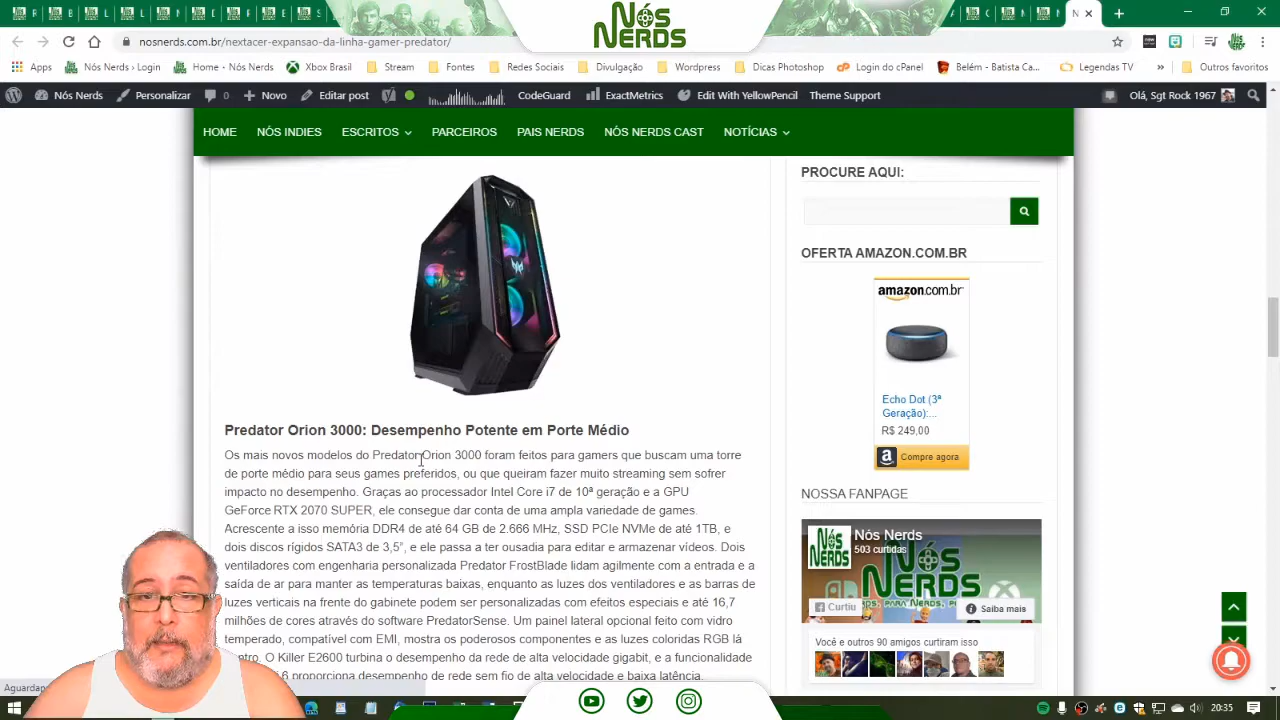 NÓS
NERDS
nosnerds.com.br/nextacer-expansao-da-linha-gamer-predator/
Apps
Nós Nerds › Login
Home - Nós Nerds
Xbox Brasil
Stream
Fontes
Redes Sociais
Divulgação
Wordpress
Dicas Photoshop
Login do cPanel
Belém - Batista Ca...
Legendas TV
»
Outros favoritos
Nós Nerds
Personalizar
0
Novo
Editar post
CodeGuard
ExactMetrics
Edit With YellowPencil
Theme Support
Olá, Sgt Rock 1967
HOME
NÓS INDIES
ESCRITOS
PARCEIROS
PAIS NERDS
NÓS NERDS CAST
NOTÍCIAS
PROCURE AQUI:
OFERTA AMAZON.COM.BR
amazon.com.br
Echo Dot (3ª
Geração):...
R$ 249,00
Compre agora
NOSSA FANPAGE
Nós Nerds
503 curtidas
Curtiu
Saiba mais
Você e outros 90 amigos curtiram isso
Predator Orion 3000: Desempenho Potente em Porte Médio
Os mais novos modelos do Predator Orion 3000 foram feitos para gamers que buscam uma torre
de porte médio para seus games preferidos, ou que queiram fazer muito streaming sem sofrer
impacto no desempenho. Graças ao processador Intel Core i7 de 10ª geração e a GPU
GeForce RTX 2070 SUPER, ele consegue dar conta de uma ampla variedade de games.
Acrescente a isso memória DDR4 de até 64 GB de 2.666 MHz, SSD PCIe NVMe de até 1TB, e
dois discos rígidos SATA3 de 3,5”, e ele passa a ter ousadia para editar e armazenar vídeos. Dois
ventiladores com engenharia personalizada Predator FrostBlade lidam agilmente com a entrada e a
saída de ar para manter as temperaturas baixas, enquanto as luzes dos ventiladores e as barras de
luzes verticais na frente do gabinete podem ser personalizadas com efeitos especiais e até 16,7
milhões de cores através do software PredatorSense. Um painel lateral opcional feito com vidro
temperado, compatível com EMI, mostra os poderosos componentes e as luzes coloridas RGB lá
Killer E2600 turbina o desempenho da rede de alta velocidade gigabit, e a funcionalidade
6 proporciona desempenho de rede sem fio de alta velocidade e baixa latência.
20:35